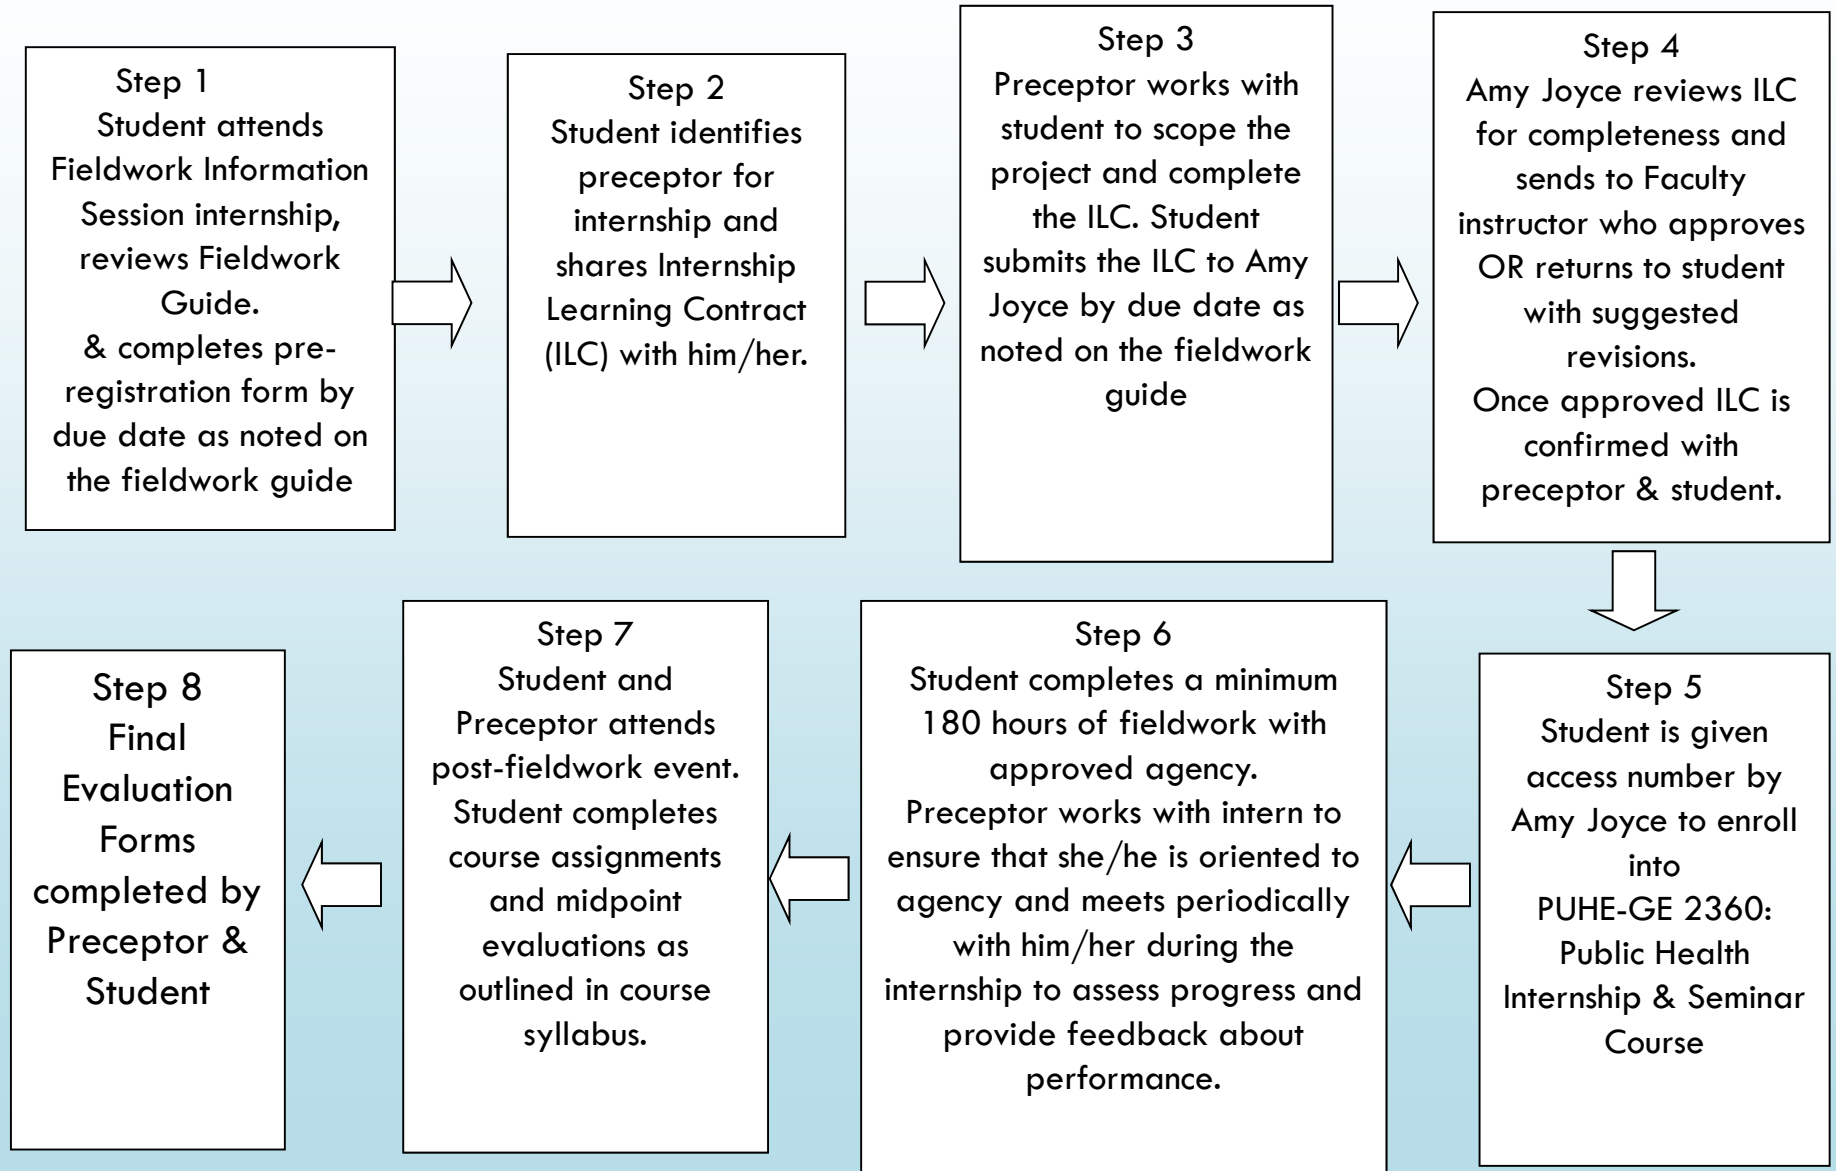 Step 1
Student attends
Fieldwork Information
Session internship,
reviews Fieldwork
Guide.
& completes pre-
registration form by
due date as noted on
the fieldwork guide
Step 2
Student identifies
preceptor for
internship and
shares Internship
Learning Contract
(ILC) with him/her.
Step 3
Preceptor works with
student to scope the
project and complete
the ILC. Student
submits the ILC to Amy
Joyce by due date as
noted on the fieldwork
guide
Step 4
Amy Joyce reviews ILC
for completeness and
sends to Faculty
instructor who approves
OR returns to student
with suggested
revisions.
Once approved ILC is
confirmed with
preceptor & student.
Step 5
Student is given
access number by
Amy Joyce to enroll
into
PUHE-GE 2360:
Public Health
Internship & Seminar
Course
Step 6
Student completes a minimum
180 hours of fieldwork with
approved agency.
Preceptor works with intern to
ensure that she/he is oriented to
agency and meets periodically
with him/her during the
internship to assess progress and
provide feedback about
performance.
Step 7
Student and
Preceptor attends
post-fieldwork event.
Student completes
course assignments
and midpoint
evaluations as
outlined in course
syllabus.
Step 8
Final
Evaluation
Forms
completed by
Preceptor &
Student